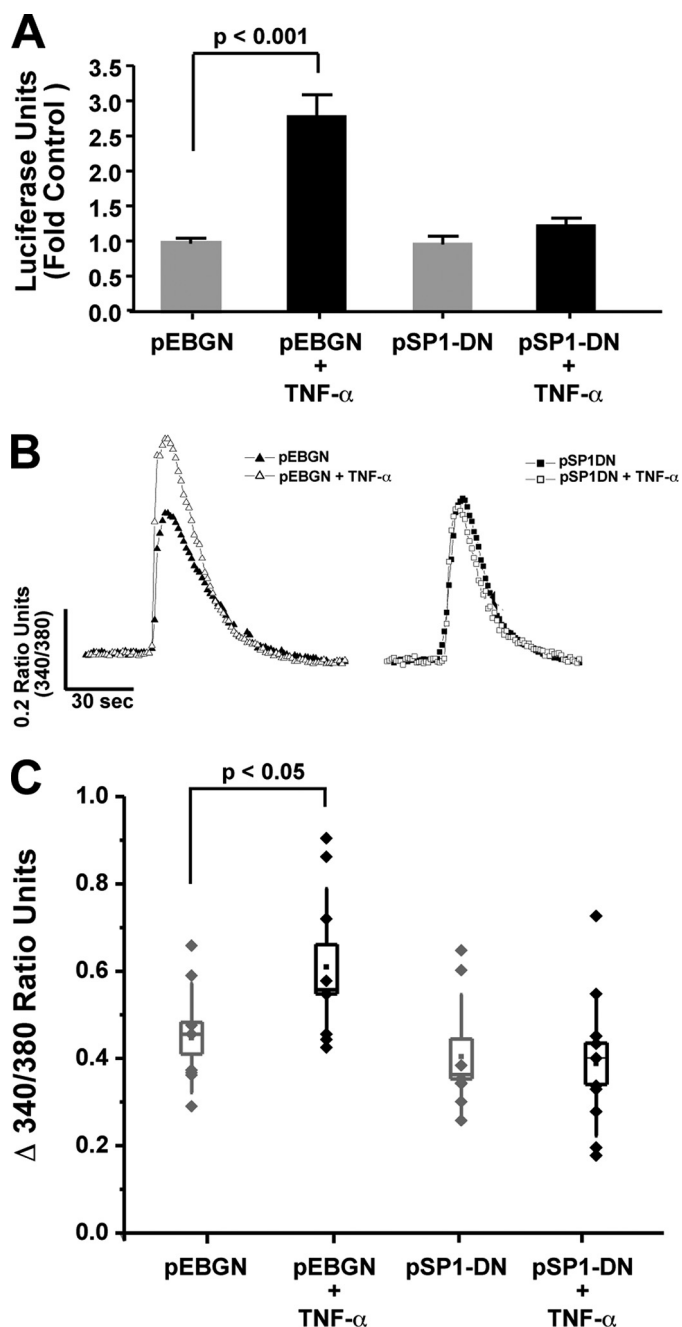 A
p < 0.001
Luciferase Units
(Fold Control )
3.5
3.0
2.5
2.0
1.5
1.0
0.5
0.0
pEBGN
pEBGN
+
TNF-α
pSP1-DN
pSP1-DN
+
TNF-α
B
pEBGN
pEBGN + TNF-α
pSP1DN
pSP1DN + TNF-α
0.2 Ratio Units
(340/380)
30 sec
C
p < 0.05
Δ 340/380 Ratio Units
1.0
0.8
0.6
0.4
0.2
0.0
pEBGN
pEBGN
+
TNF-α
pSP1-DN
pSP1-DN
+
TNF-α